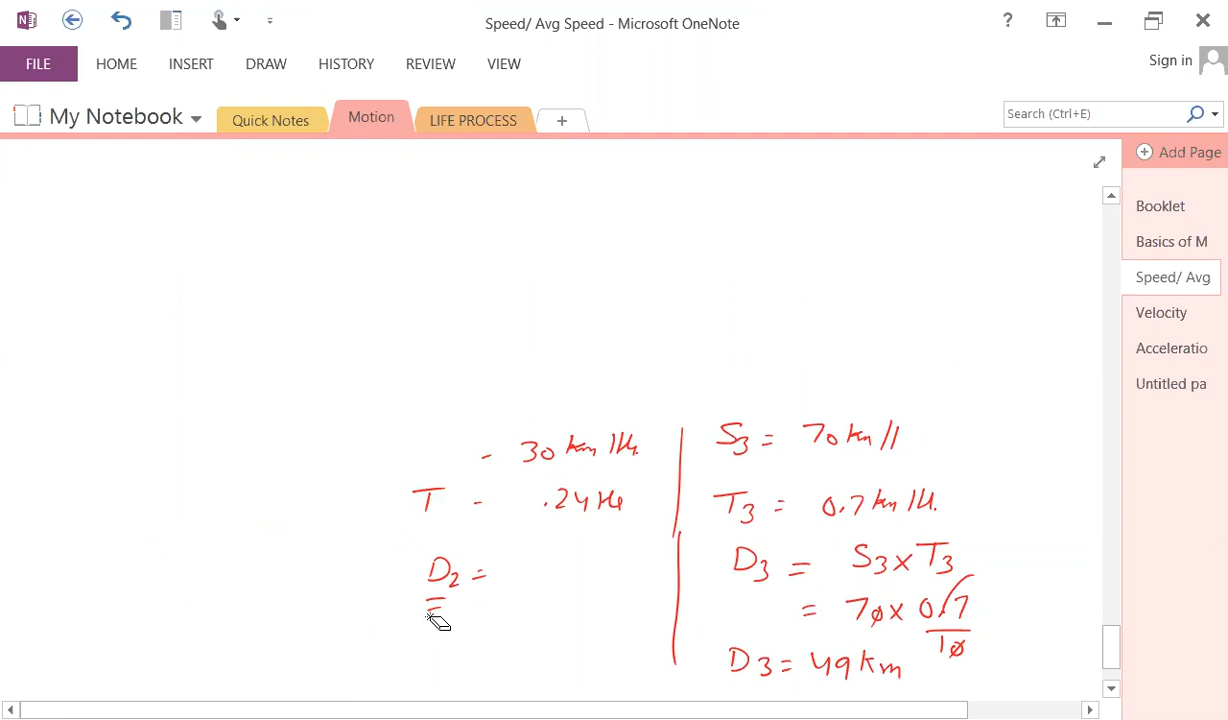 Speed/ Avg Speed - Microsoft OneNote
?
FILE HOME INSERT DRAW HISTORY REVIEW VIEW
Sign in
My Notebook
Quick Notes
Motion
LIFE PROCESS
+
Search (Ctrl+E)
Add Page
Booklet
Basics of M
Speed/ Avg
Velocity
Acceleratio
Untitled pa
- 30 km/H.
T - .24 Hr
D2 =
S3 = 70 km/
T3 = 0.7 km/H.
D3 = S3 x T3
= 70 x 0.7
10
D3 = 49 km